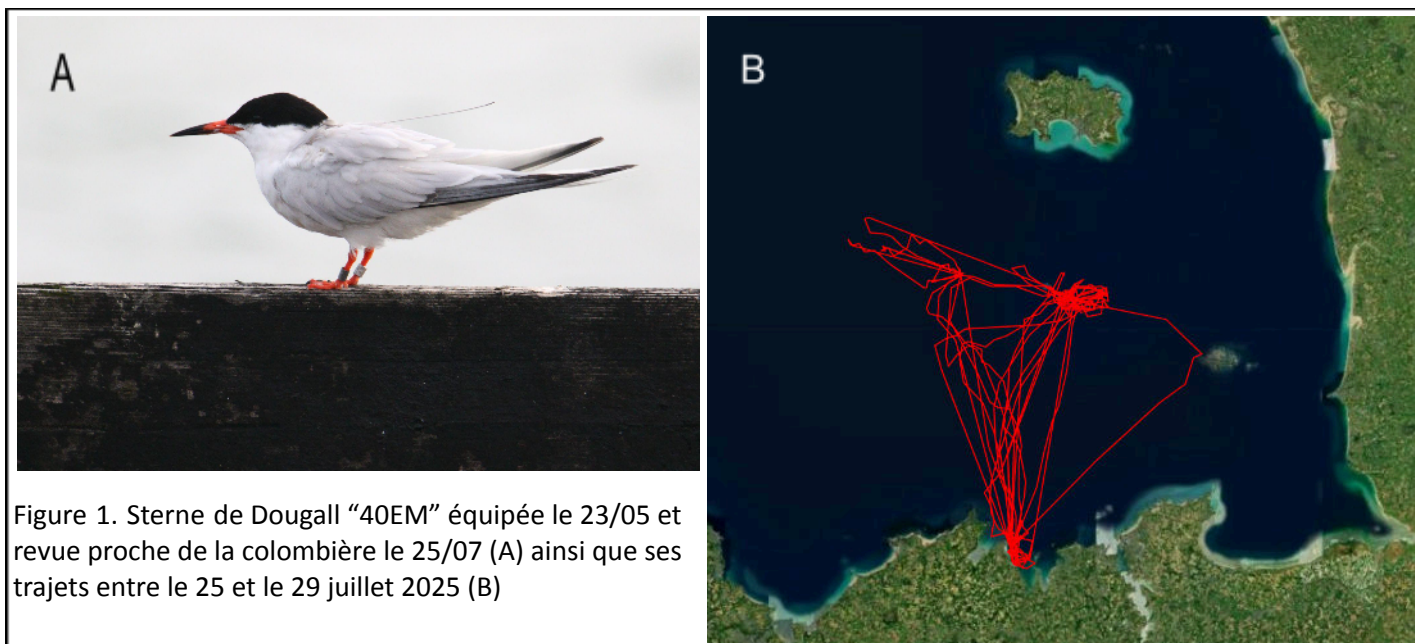 A
B
Figure 1. Sterne de Dougall “40EM” équipée le 23/05 et
revue proche de la colombière le 25/07 (A) ainsi que ses
trajets entre le 25 et le 29 juillet 2025 (B)